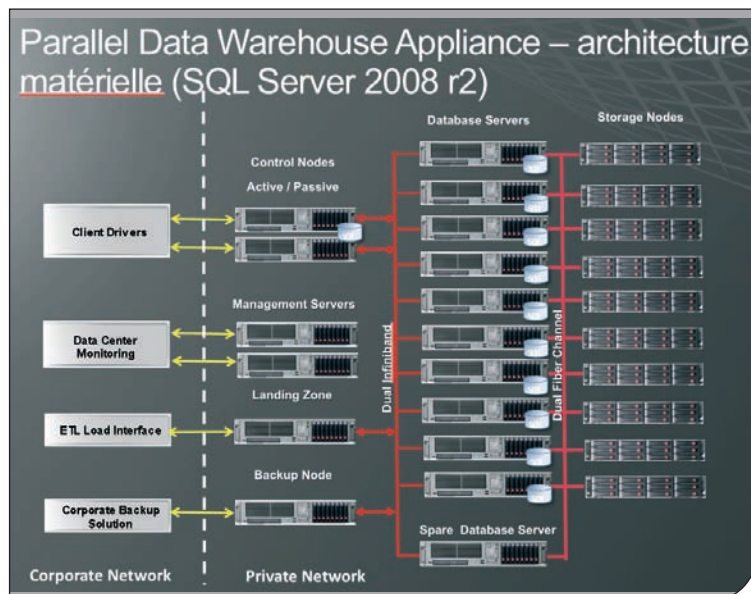 Parallel Data Warehouse Appliance – architecture
matérielle (SQL Server 2008 r2)
Database Servers
Storage Nodes
Control Nodes
Active / Passive
Client Drivers
Management Servers
Data Center
Monitoring
Dual Infiniband
Dual Fiber Channel
Landing Zone
ETL Load Interface
Backup Node
Corporate Backup
Solution
Spare Database Server
Corporate Network
Private Network